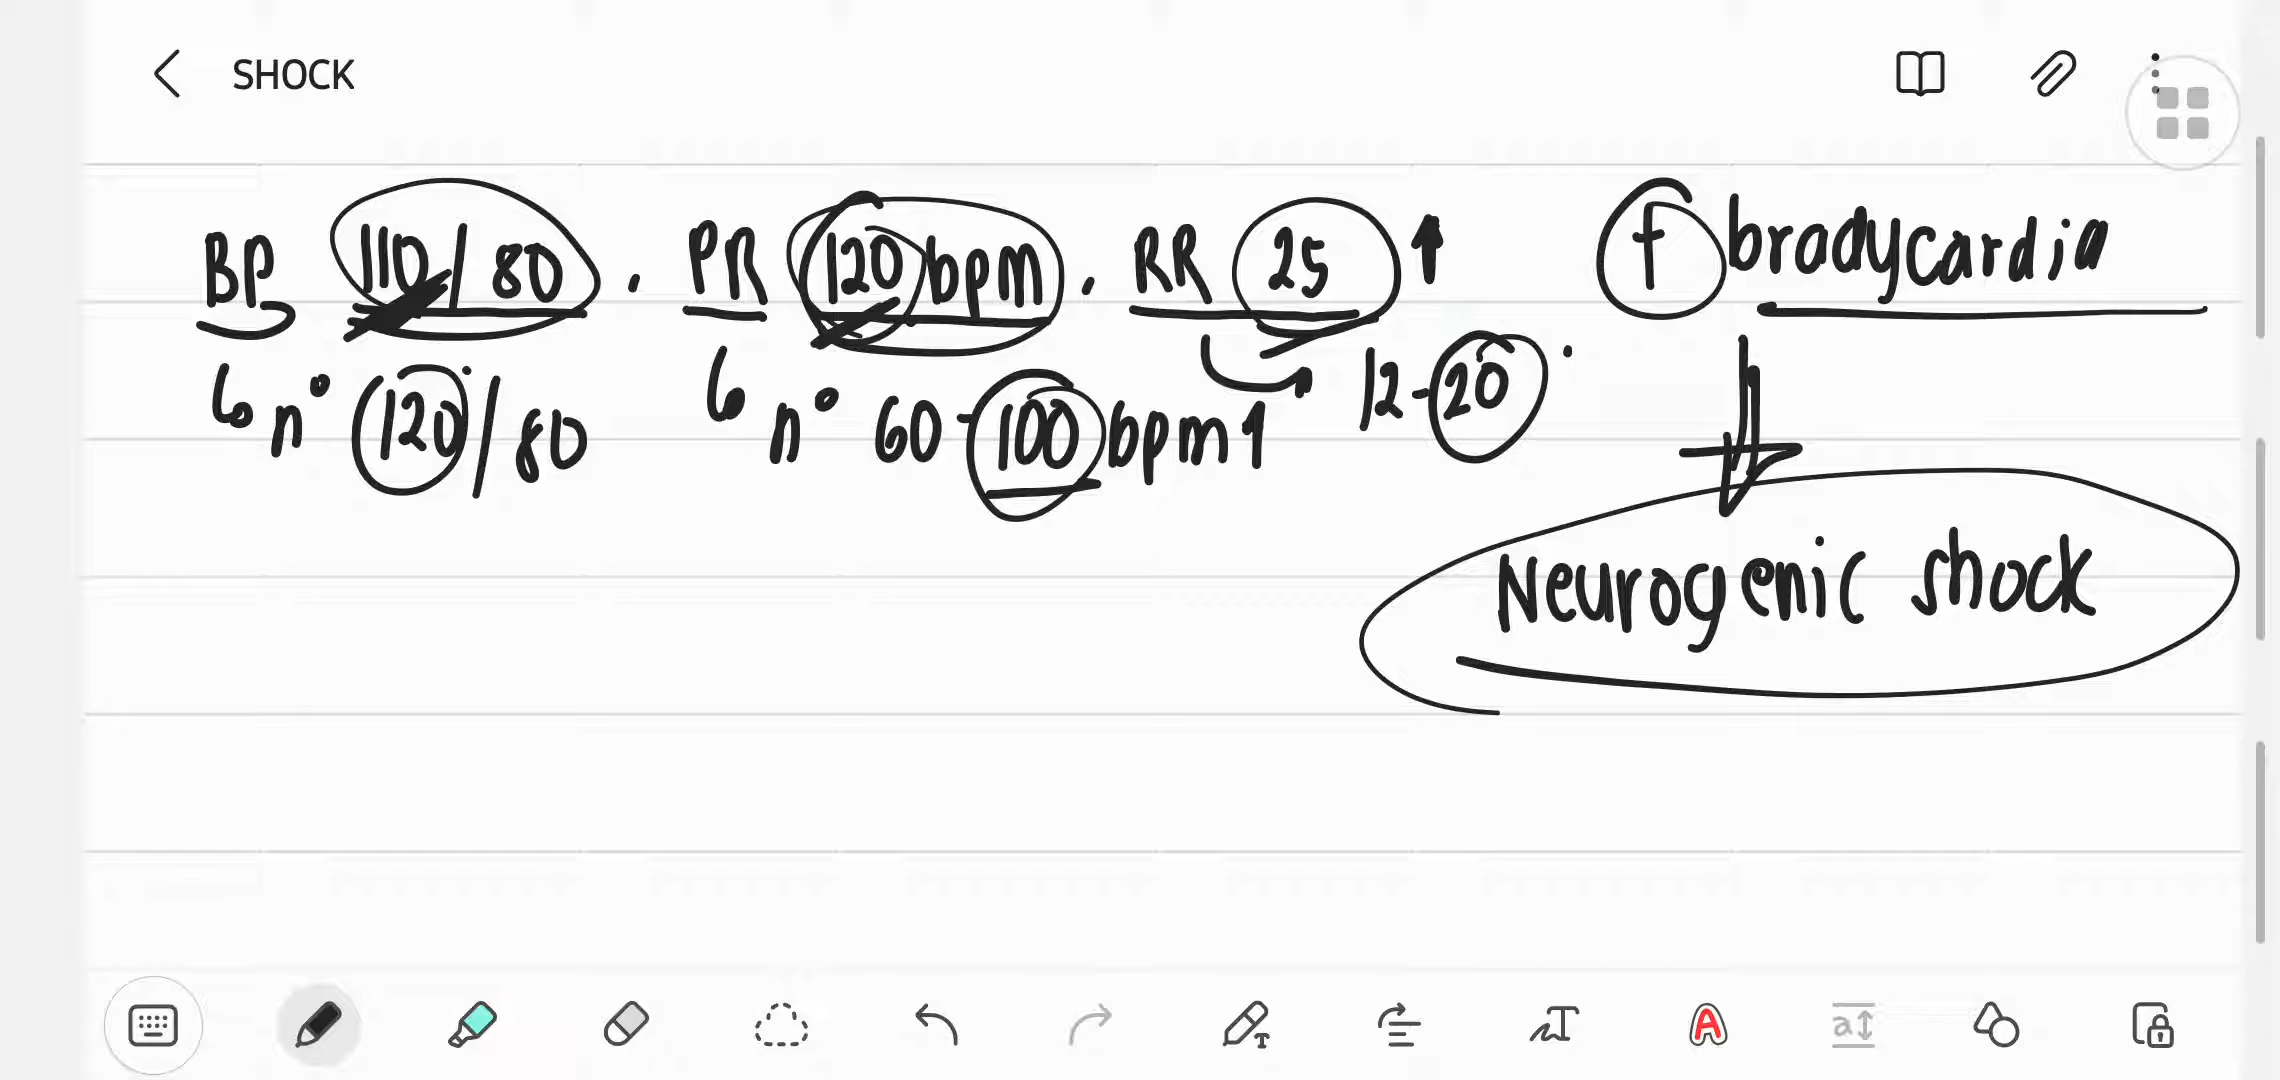 SHOCK
BP 110/80. PR 120 bpm. RR 25 ↑ † bradycardia
n° 120/80 n° 60-100 bpm↑ 12-20.
Neurogenic shock